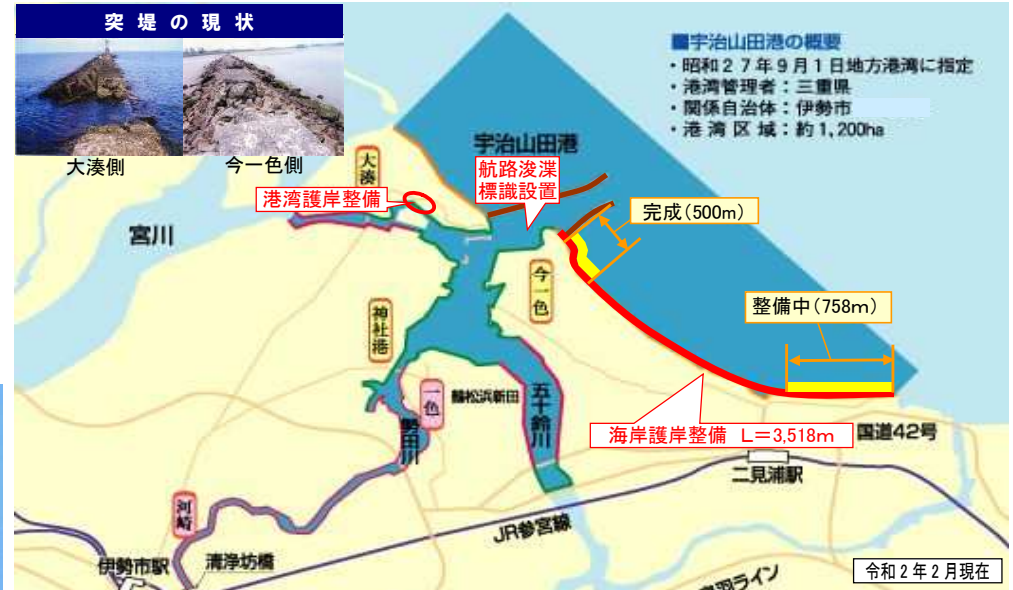 突堤の現状
大湊側
今一色側
■宇治山田港の概要
・昭和27年9月1日地方港湾に指定
・港湾管理者：三重県
・関係自治体：伊勢市
・港湾区域：約1,200ha
宇治山田港
大湊
航路浚渫
標識設置
港湾護岸整備
完成(500m)
宮川
今一色
整備中(758m)
神社港
一色
鵜松浜新田
五十鈴川
勢田川
海岸護岸整備 L＝3,518m
国道42号
二見浦駅
河崎
JR参宮線
伊勢市駅
清浄坊橋
令和2年2月現在